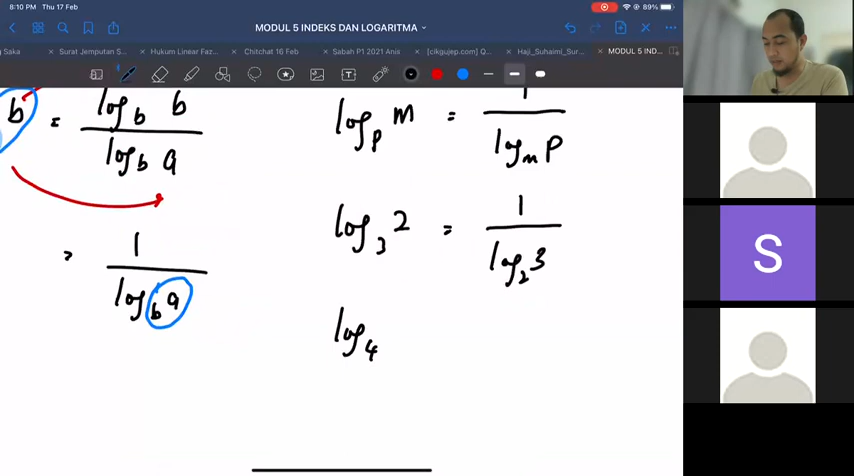 8:10 PM Thu 17 Feb
89%
MODUL 5 INDEKS DAN LOGARITMA
Saka
Surat Jemputan S...
Hukum Linear Faz...
Chitchat 16 Feb
Sabah P1 2021 Anis
[cikgujep.com] Q...
Haji_Suhaimi_Sur...
MODUL 5 IND...
b = log_b b / log_b a
= 1 / log_b a
log_p m = 1 / log_m p
log_3 2 = 1 / log_2 3
log_4
S